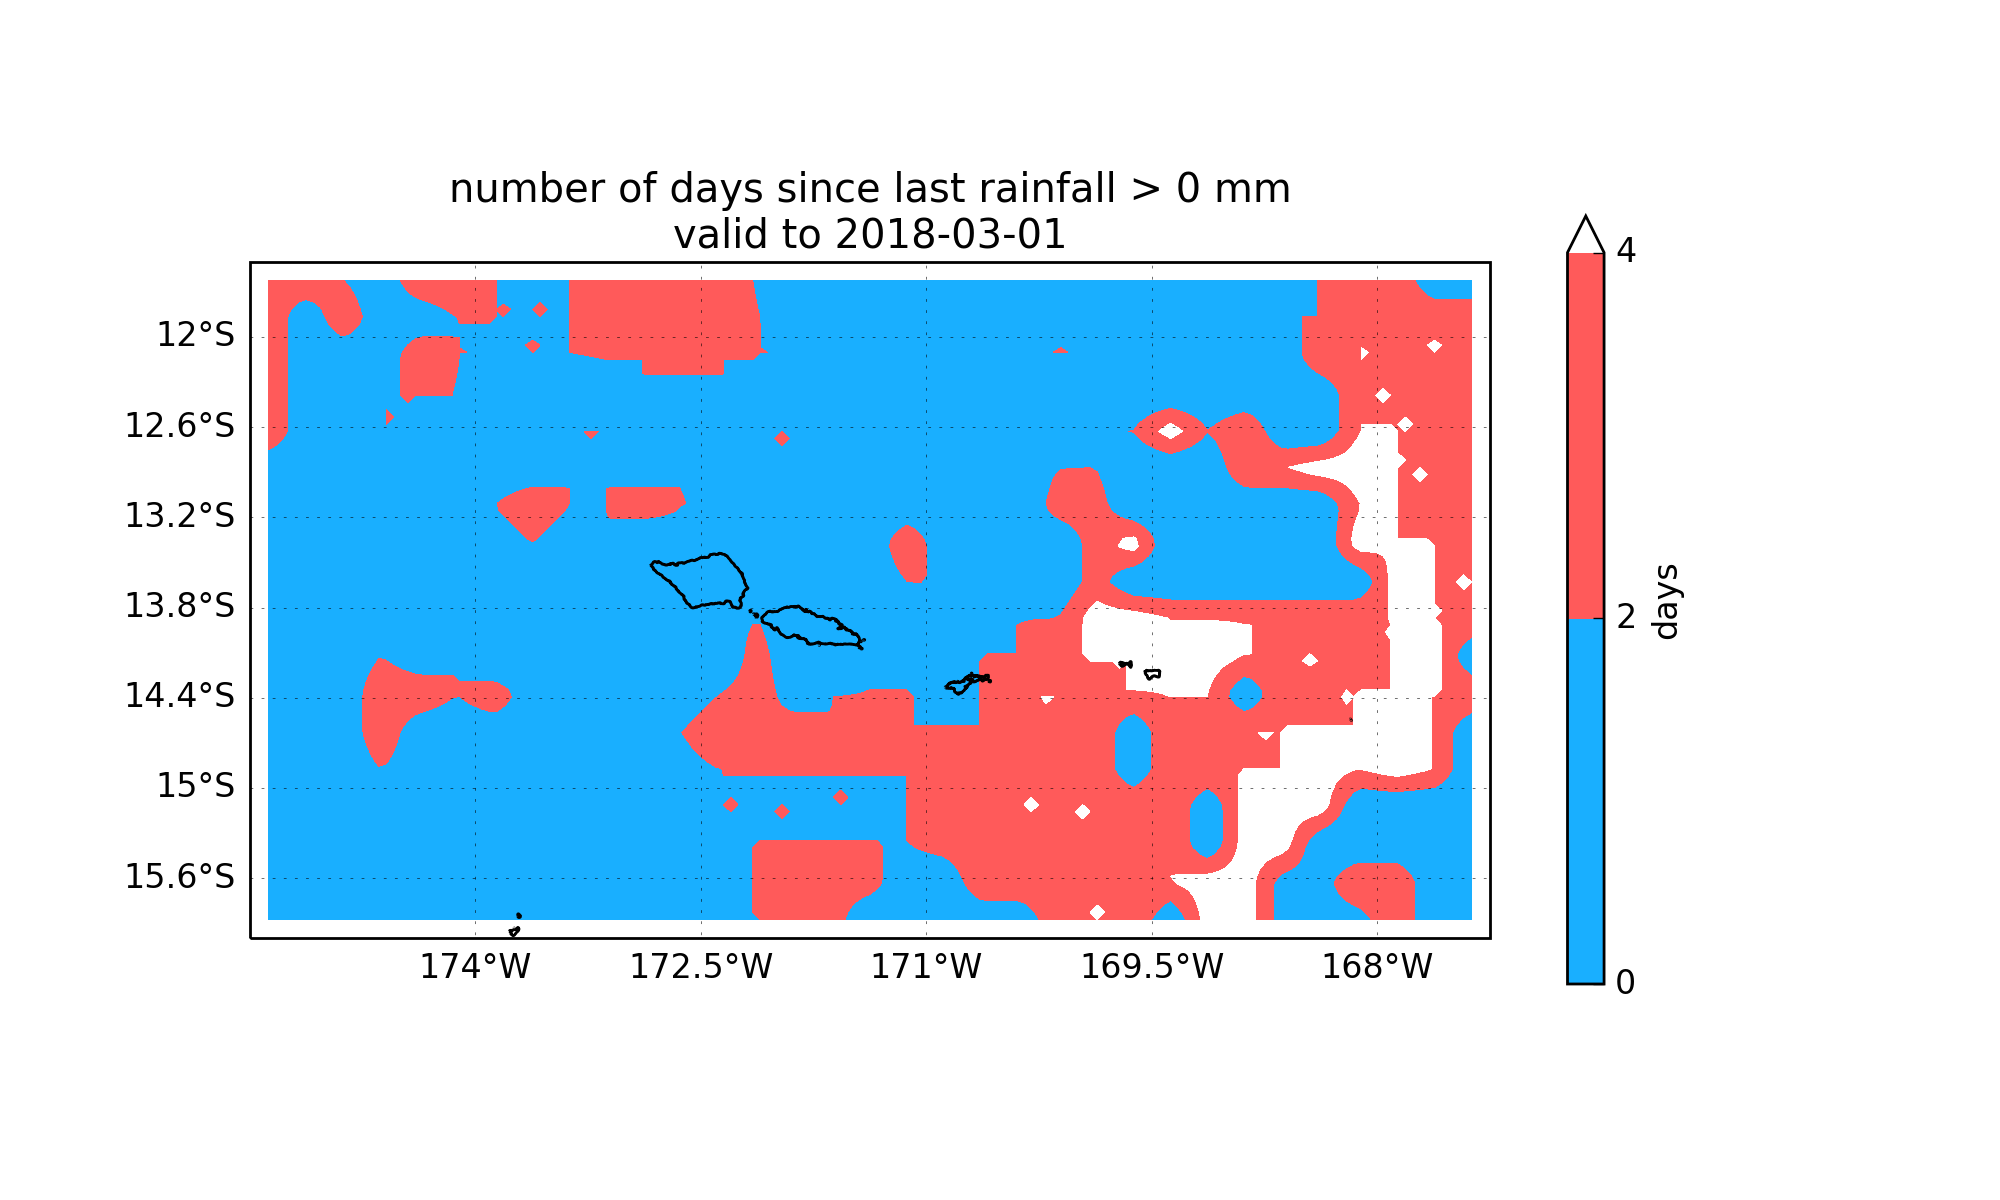 number of days since last rainfall > 0 mm
valid to 2018-03-01
12°S
12.6°S
13.2°S
13.8°S
14.4°S
15°S
15.6°S
174°W 172.5°W 171°W 169.5°W 168°W
4
2
0
days